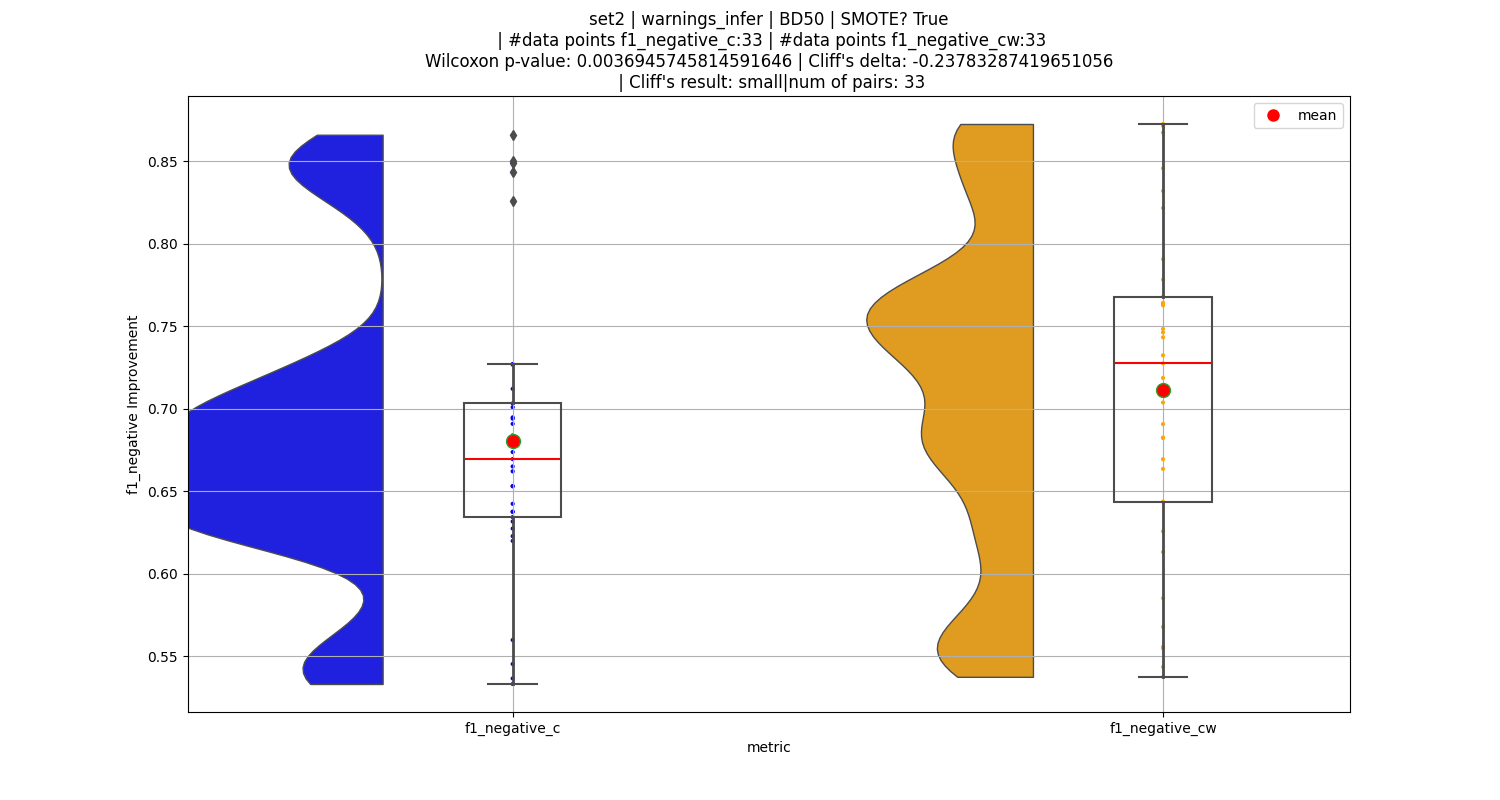 set2 | warnings_infer | BD50 | SMOTE? True
| #data points f1_negative_c:33 | #data points f1_negative_cw:33
Wilcoxon p-value: 0.0036945745814591646 | Cliff's delta: -0.23783287419651056
| Cliff's result: small|num of pairs: 33
mean
0.85
0.80
0.75
0.70
0.65
0.60
0.55
f1_negative Improvement
f1_negative_c
f1_negative_cw
metric